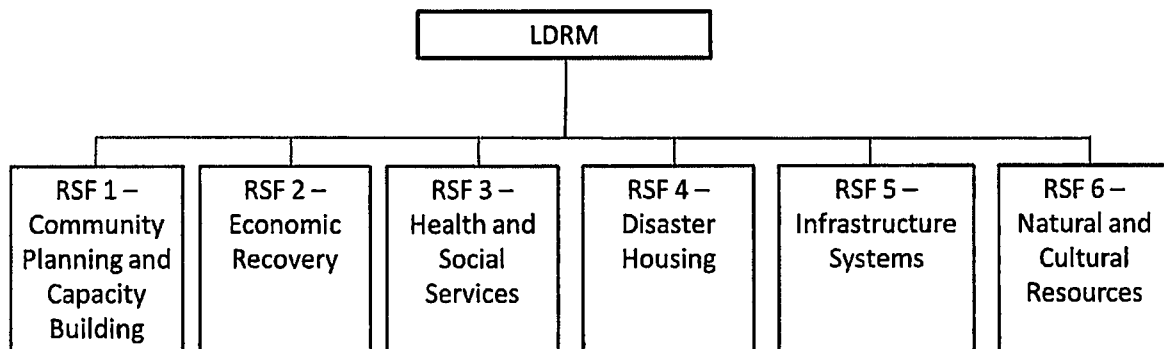 LDRM
RSF 1 –
Community
Planning and
Capacity
Building
RSF 2 –
Economic
Recovery
RSF 3 –
Health and
Social
Services
RSF 4 –
Disaster
Housing
RSF 5 –
Infrastructure
Systems
RSF 6 –
Natural and
Cultural
Resources